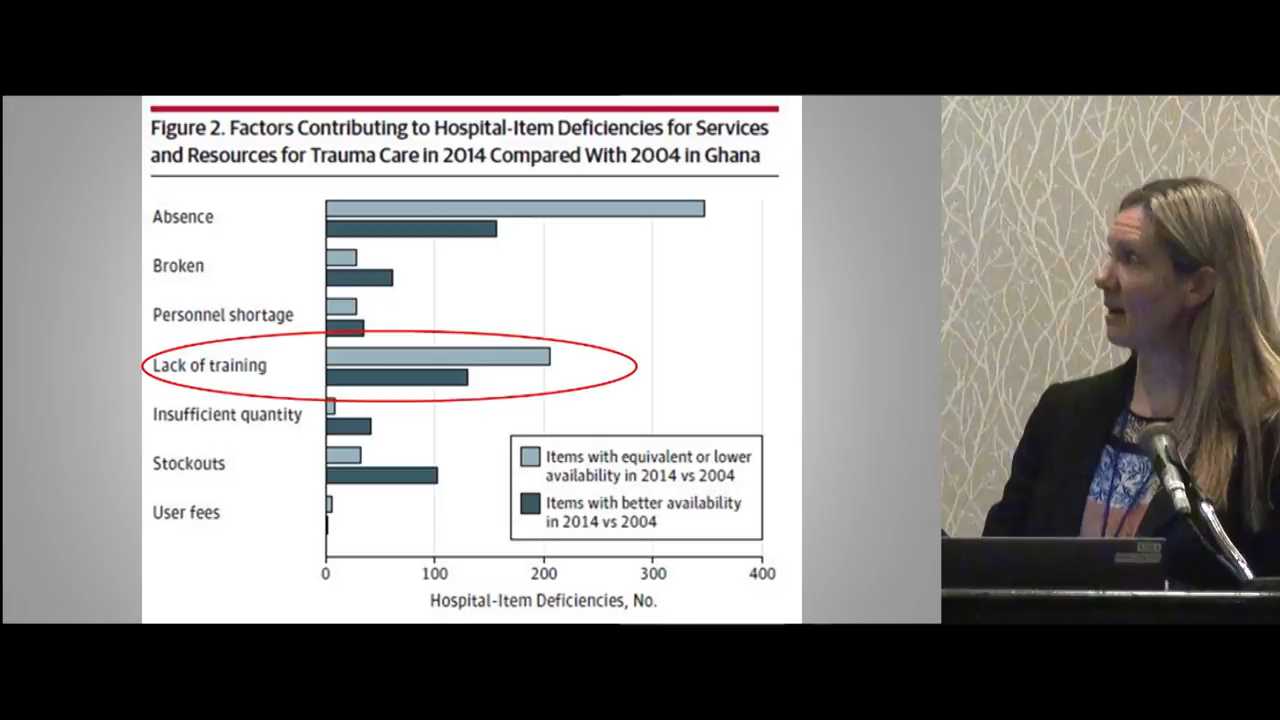 Figure 2. Factors Contributing to Hospital-Item Deficiencies for Services
and Resources for Trauma Care in 2014 Compared With 2004 in Ghana
Absence
Broken
Personnel shortage
Lack of training
Insufficient quantity
Stockouts
User fees
Items with equivalent or lower
availability in 2014 vs 2004
Items with better availability
in 2014 vs 2004
0 100 200 300 400
Hospital-Item Deficiencies, No.